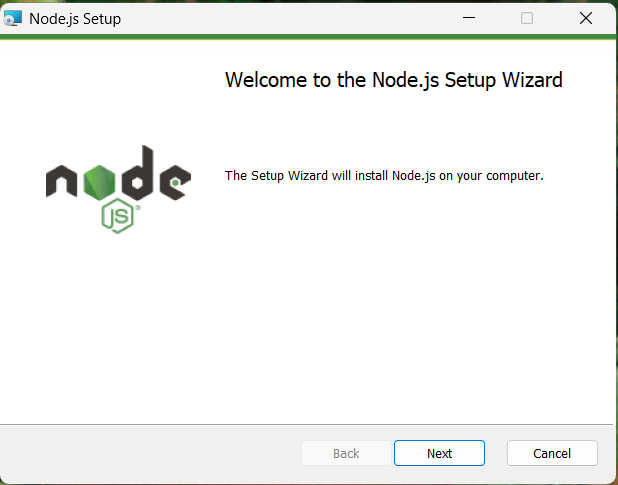 Node.js Setup
Welcome to the Node.js Setup Wizard
node
JS
The Setup Wizard will install Node.js on your computer.
Back
Next
Cancel